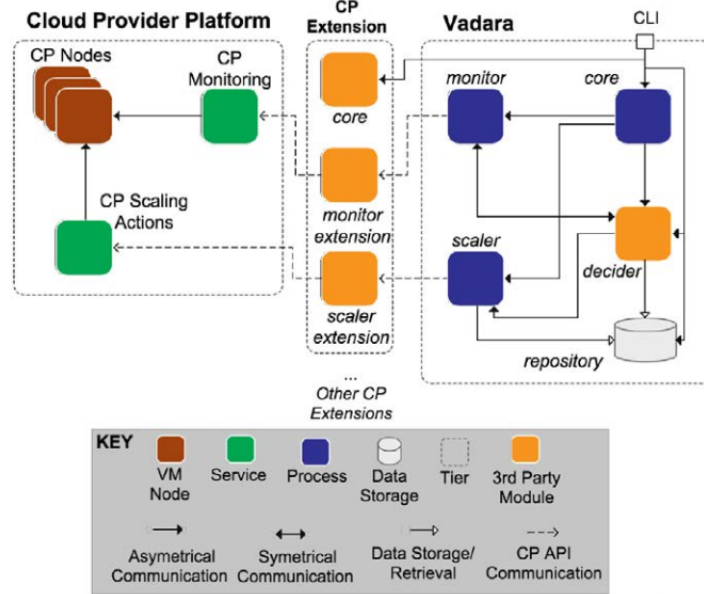 Cloud Provider Platform
CP
Extension
Vadara
CLI
CP Nodes
CP
Monitoring
core
monitor
core
CP Scaling
Actions
monitor
extension
scaler
decider
scaler
extension
repository
...
Other CP
Extensions
KEY
VM
Node
Service
Process
Data
Storage
Tier
3rd Party
Module
Asymetrical
Communication
Symetrical
Communication
Data Storage/
Retrieval
CP API
Communication